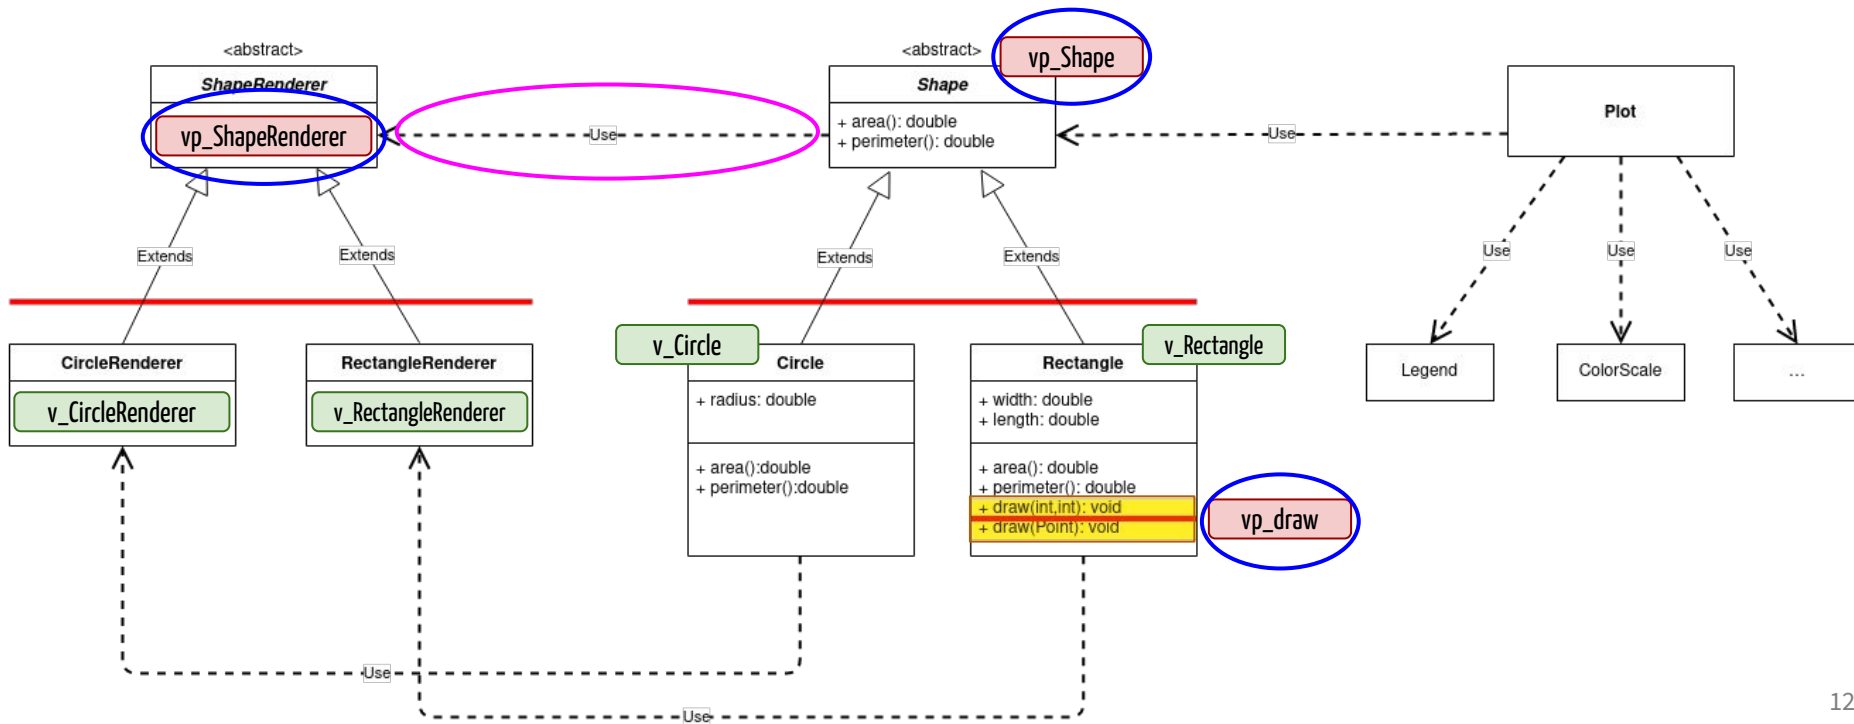 <abstract>
ShapeRenderer
vp_ShapeRenderer
Use
<abstract>
vp_Shape
Shape
+ area(): double
+ perimeter(): double
Use
Plot
Extends
Extends
Extends
Extends
Use
Use
Use
CircleRenderer
v_CircleRenderer
RectangleRenderer
v_RectangleRenderer
v_Circle
Circle
+ radius: double
+ area():double
+ perimeter():double
v_Rectangle
Rectangle
+ width: double
+ length: double
+ area(): double
+ perimeter(): double
+ draw(int,int): void
+ draw(Point): void
vp_draw
Legend
ColorScale
...
Use
Use
12